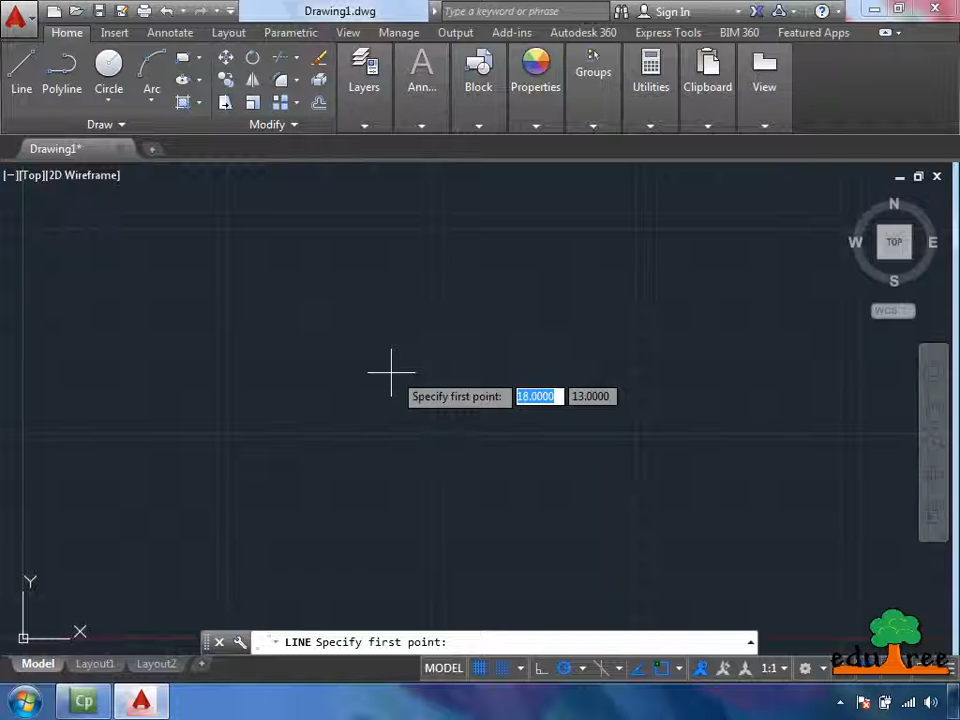 Drawing1.dwg
Type a keyword or phrase
Sign In
Home Insert Annotate Layout Parametric View Manage Output Add-ins Autodesk 360 Express Tools BIM 360 Featured Apps
Line Polyline Circle Arc
Layers Ann... Block Properties Groups Utilities Clipboard View
Draw Modify
Drawing1*
[−][Top][2D Wireframe]
N
W TOP E
S
WCS
Specify first point: 18.0000 13.0000
Y
X
LINE Specify first point:
Model Layout1 Layout2
MODEL 1:1
edutree
Cp